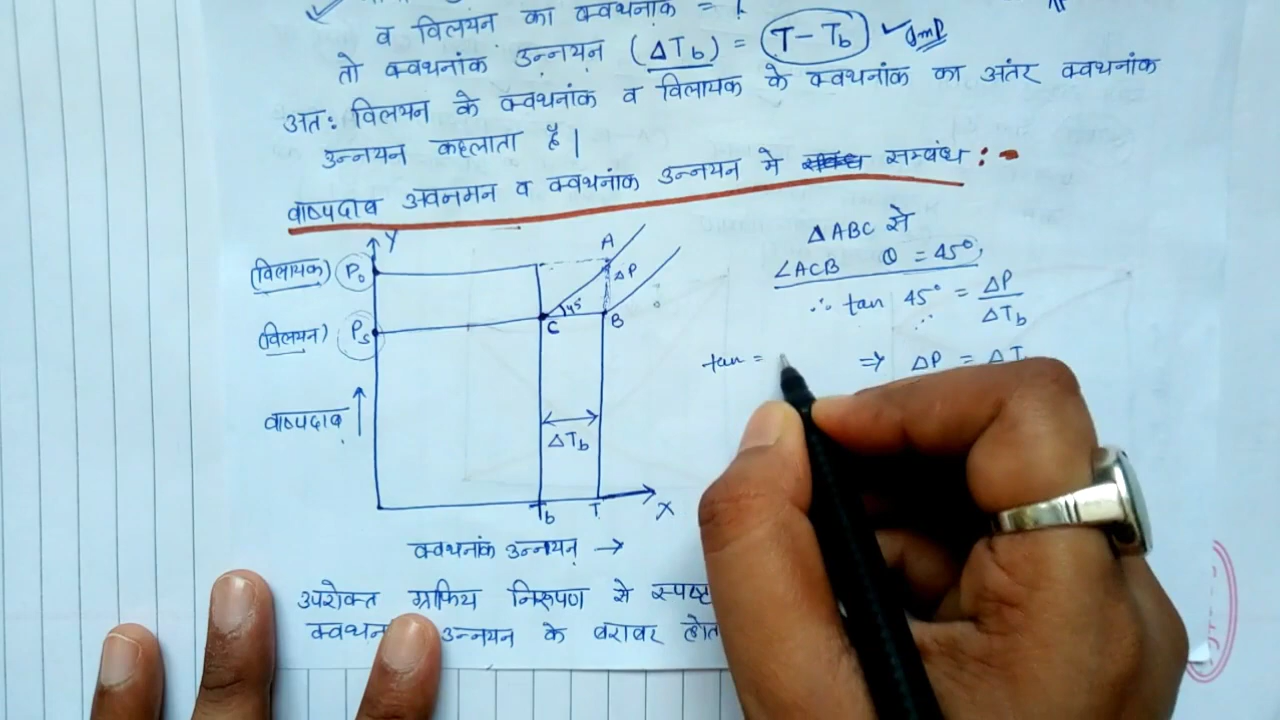 व विलयन का क्वथनांक =
तो क्वथनांक उन्नयन (ΔTb) = (T - Tb) ✓ Imp
अतः विलयन के क्वथनांक व विलायक के क्वथनांक का अंतर क्वथनांक
उन्नयन कहलाता है।
वाष्पदाब अवनमन व क्वथनांक उन्नयन मे सम्बंध :-
Y
(विलायक) P₀
(विलयन) Ps
वाष्पदाब
A
ΔP
45
C
B
ΔTb
Tb
T
X
क्वथनांक उन्नयन →
ΔABC से
∠ACB θ = 45°,
∴ tan 45° = ΔP / ΔTb
tan =
⇒ ΔP = ΔT
उपरोक्त ग्राफिय निरूपण से स्पष्ट
उन्नयन के बराबर